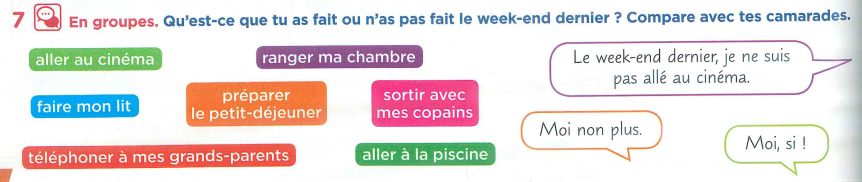 7 En groupes. Qu'est-ce que tu as fait ou n'as pas fait le week-end dernier ? Compare avec tes camarades.
aller au cinéma
ranger ma chambre
Le week-end dernier, je ne suis
pas allé au cinéma.
faire mon lit
préparer
le petit-déjeuner
sortir avec
mes copains
Moi non plus.
Moi, si !
téléphoner à mes grands-parents
aller à la piscine